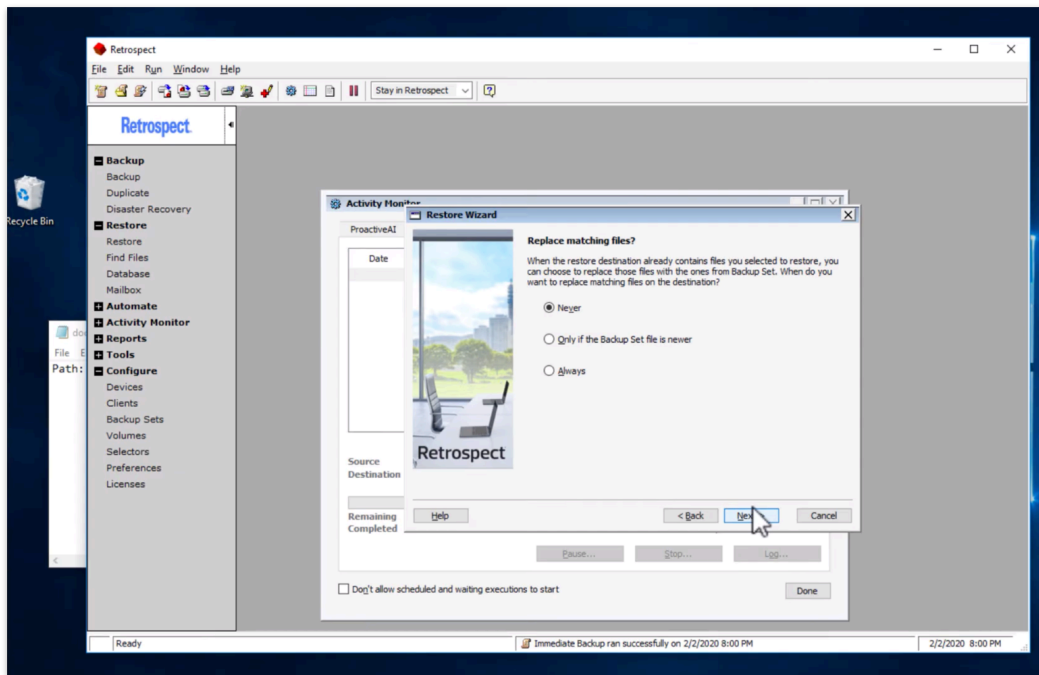 Retrospect
File Edit Run Window Help
Stay in Retrospect
Retrospect
Backup
Backup
Duplicate
Disaster Recovery
Restore
Restore
Find Files
Database
Mailbox
Automate
Activity Monitor
Reports
Tools
Configure
Devices
Clients
Backup Sets
Volumes
Selectors
Preferences
Licenses
Recycle Bin
File
Path:
Activity Monitor
ProactiveAI
Date
Source
Destination
Remaining
Completed
Restore Wizard
Replace matching files?
When the restore destination already contains files you selected to restore, you
can choose to replace those files with the ones from Backup Set. When do you
want to replace matching files on the destination?
Never
Only if the Backup Set file is newer
Always
Retrospect
Help
< Back
Cancel
Pause...
Stop...
Log...
Don't allow scheduled and waiting executions to start
Done
Ready
Immediate Backup ran successfully on 2/2/2020 8:00 PM
2/2/2020 8:00 PM